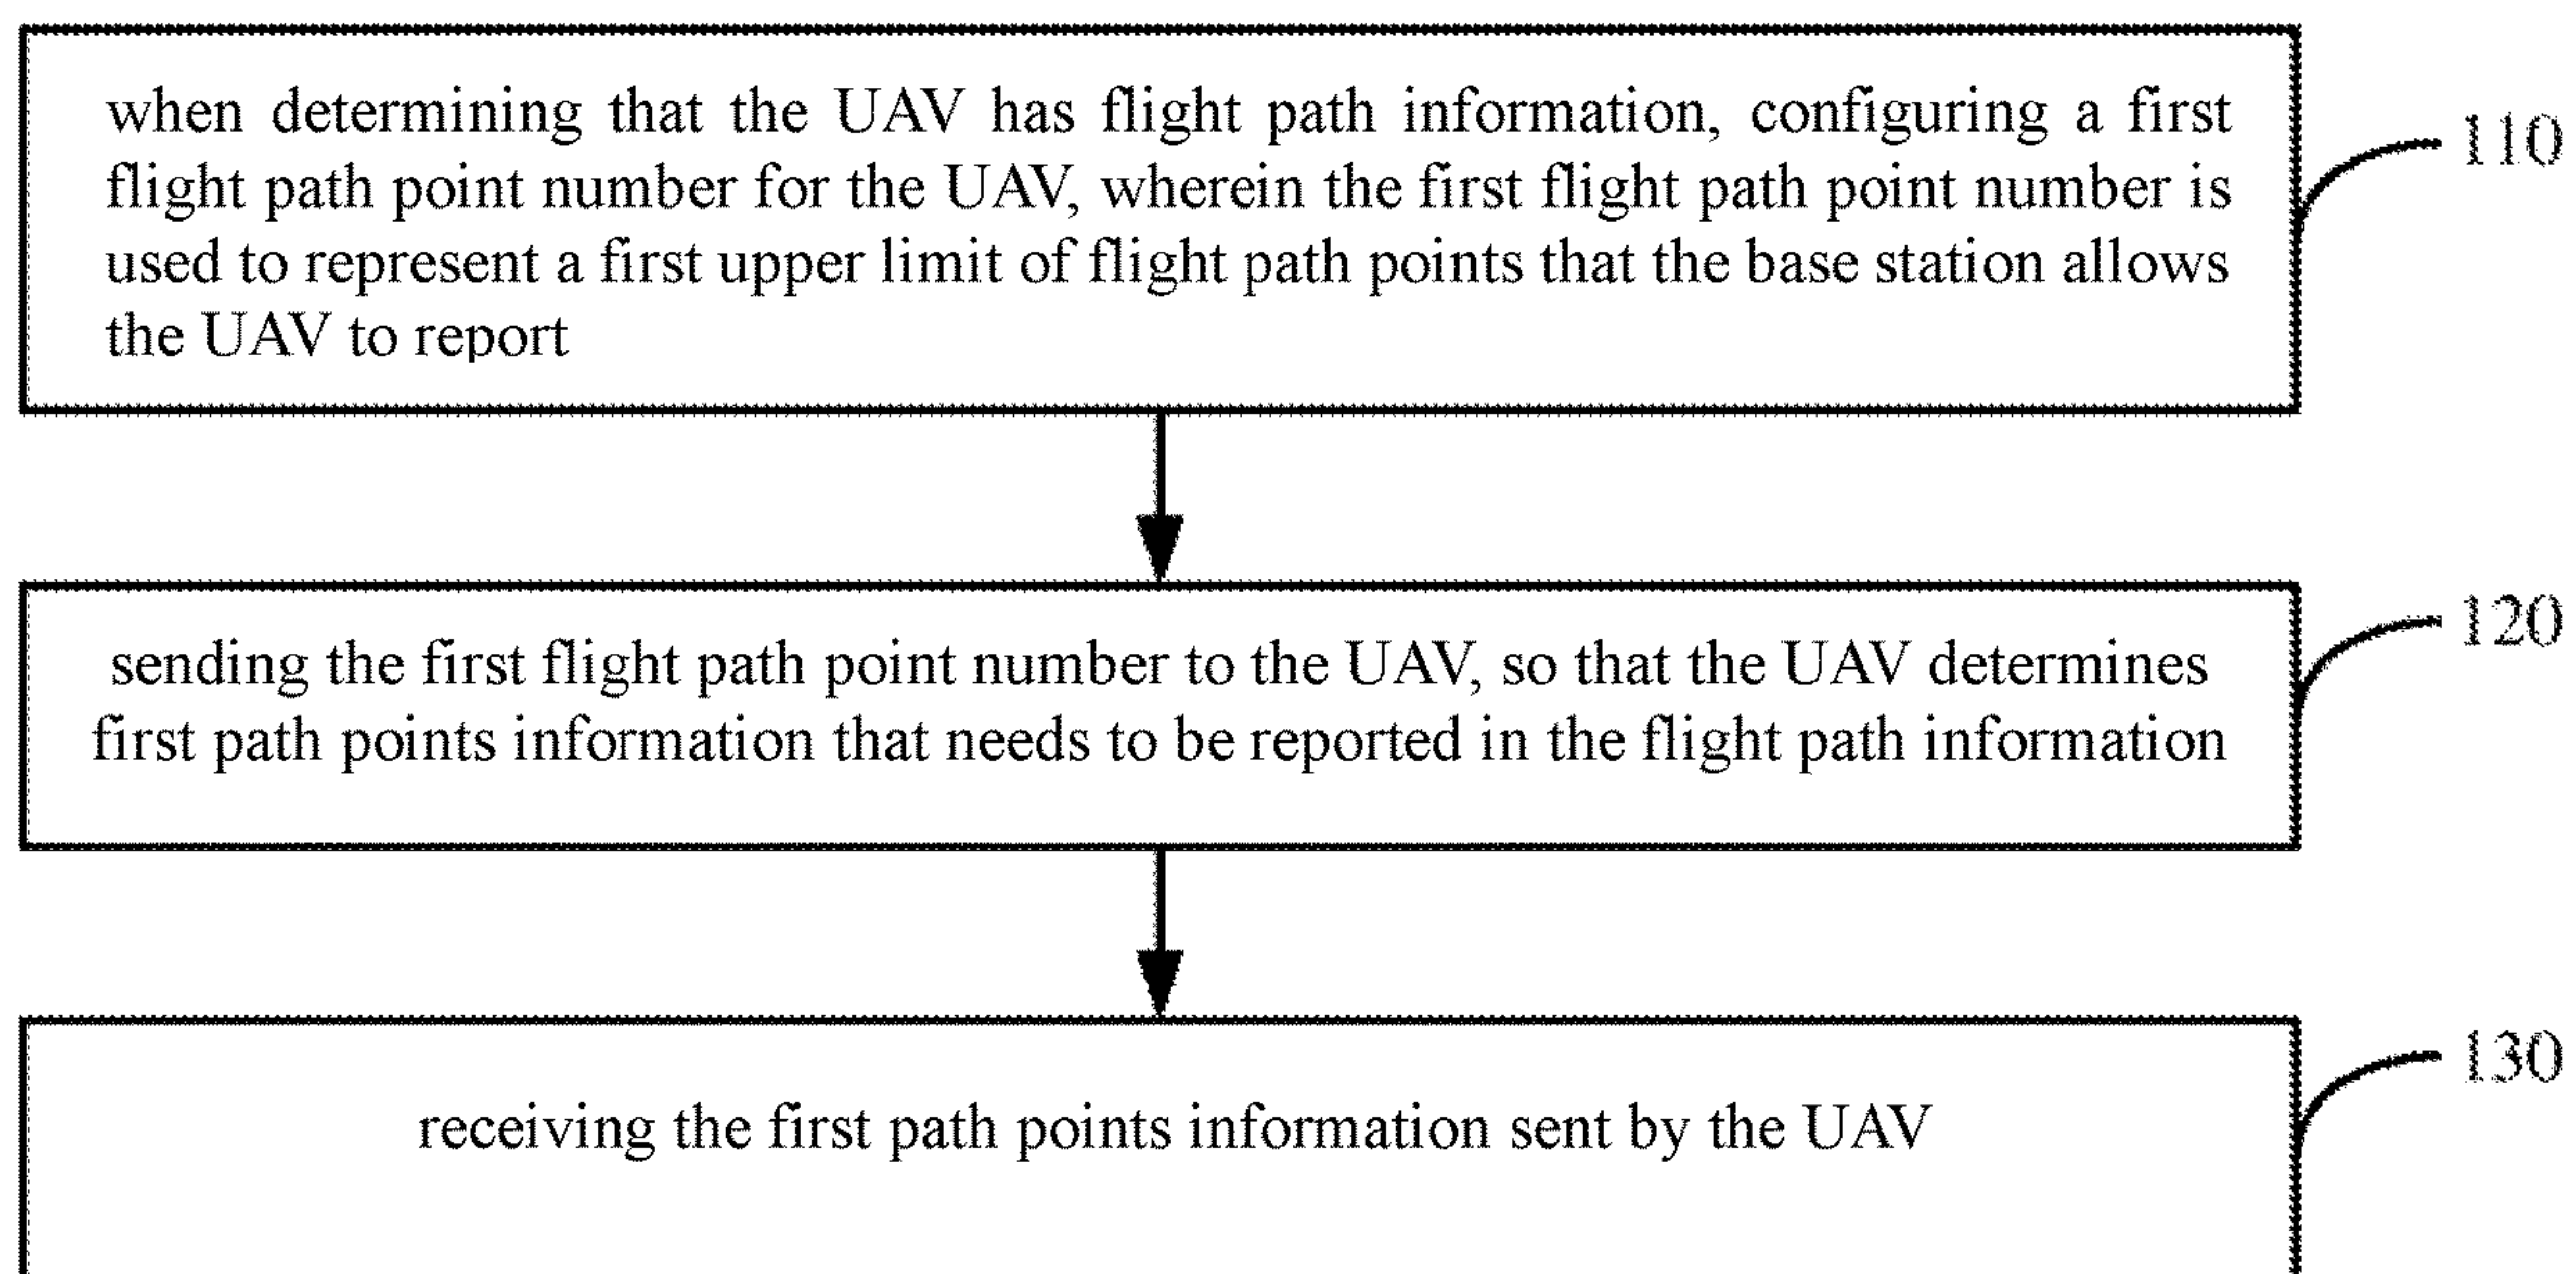 when determining that the UAV has flight path information, configuring a first
flight path point number for the UAV, wherein the first flight path point number is
used to represent a first upper limit of flight path points that the base station allows
the UAV to report
110
sending the first flight path point number to the UAV, so that the UAV determines
first path points information that needs to be reported in the flight path information
120
receiving the first path points information sent by the UAV
130